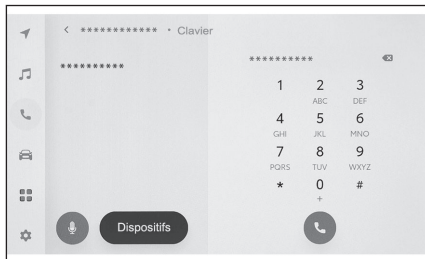 ************ • Clavier
**********
**********
1 2 3
ABC DEF
4 5 6
GHI JKL MNO
7 8 9
PQRS TUV WXYZ
* 0 #
+
Dispositifs